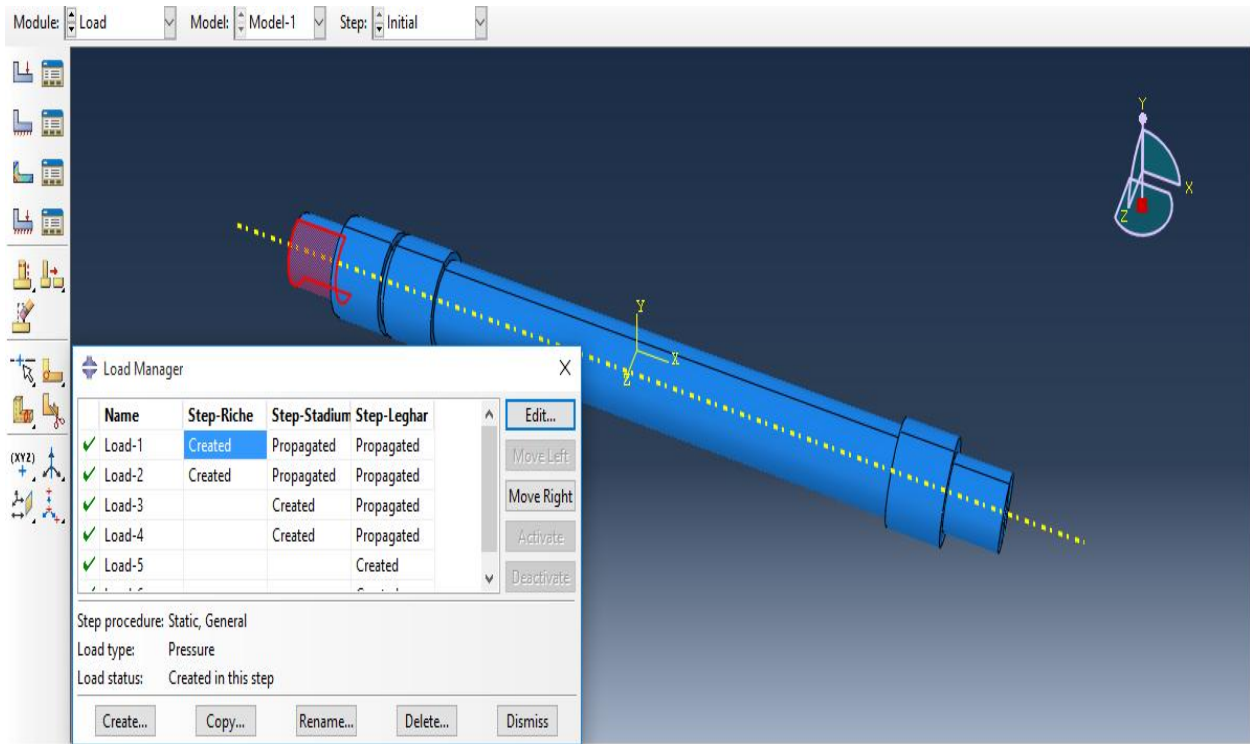 Module: Load Model: Model-1 Step: Initial
(XYZ)
Y
X
Z
Y
X
Z
Load Manager X
Name Step-Riche Step-Stadium Step-Leghar Edit...
Load-1 Created Propagated Propagated Move Left
Load-2 Created Propagated Propagated
Load-3 Created Propagated Move Right
Load-4 Created Propagated Activate
Load-5 Created Deactivate
Step procedure: Static, General
Load type: Pressure
Load status: Created in this step
Create... Copy... Rename... Delete... Dismiss